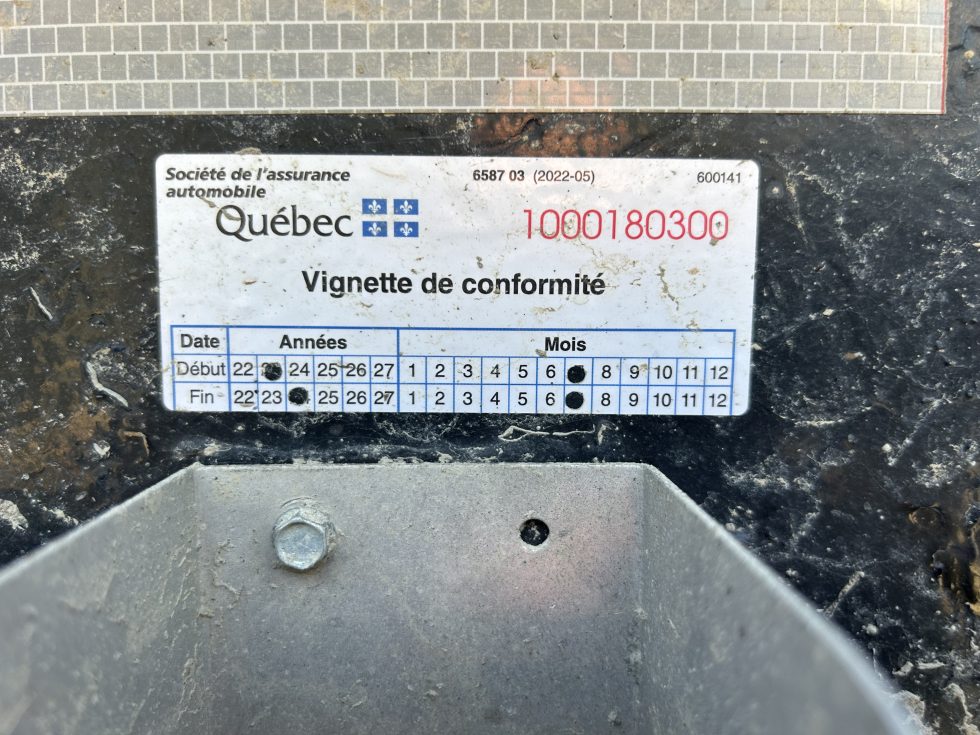 Société de l'assurance
automobile
Québec
6587 03 (2022-05)
600141
1000180300
Vignette de conformité
Date Années Mois
Début 22 24 25 26 27 1 2 3 4 5 6 8 9 10 11 12
Fin 22 23 25 26 27 1 2 3 4 5 6 8 9 10 11 12